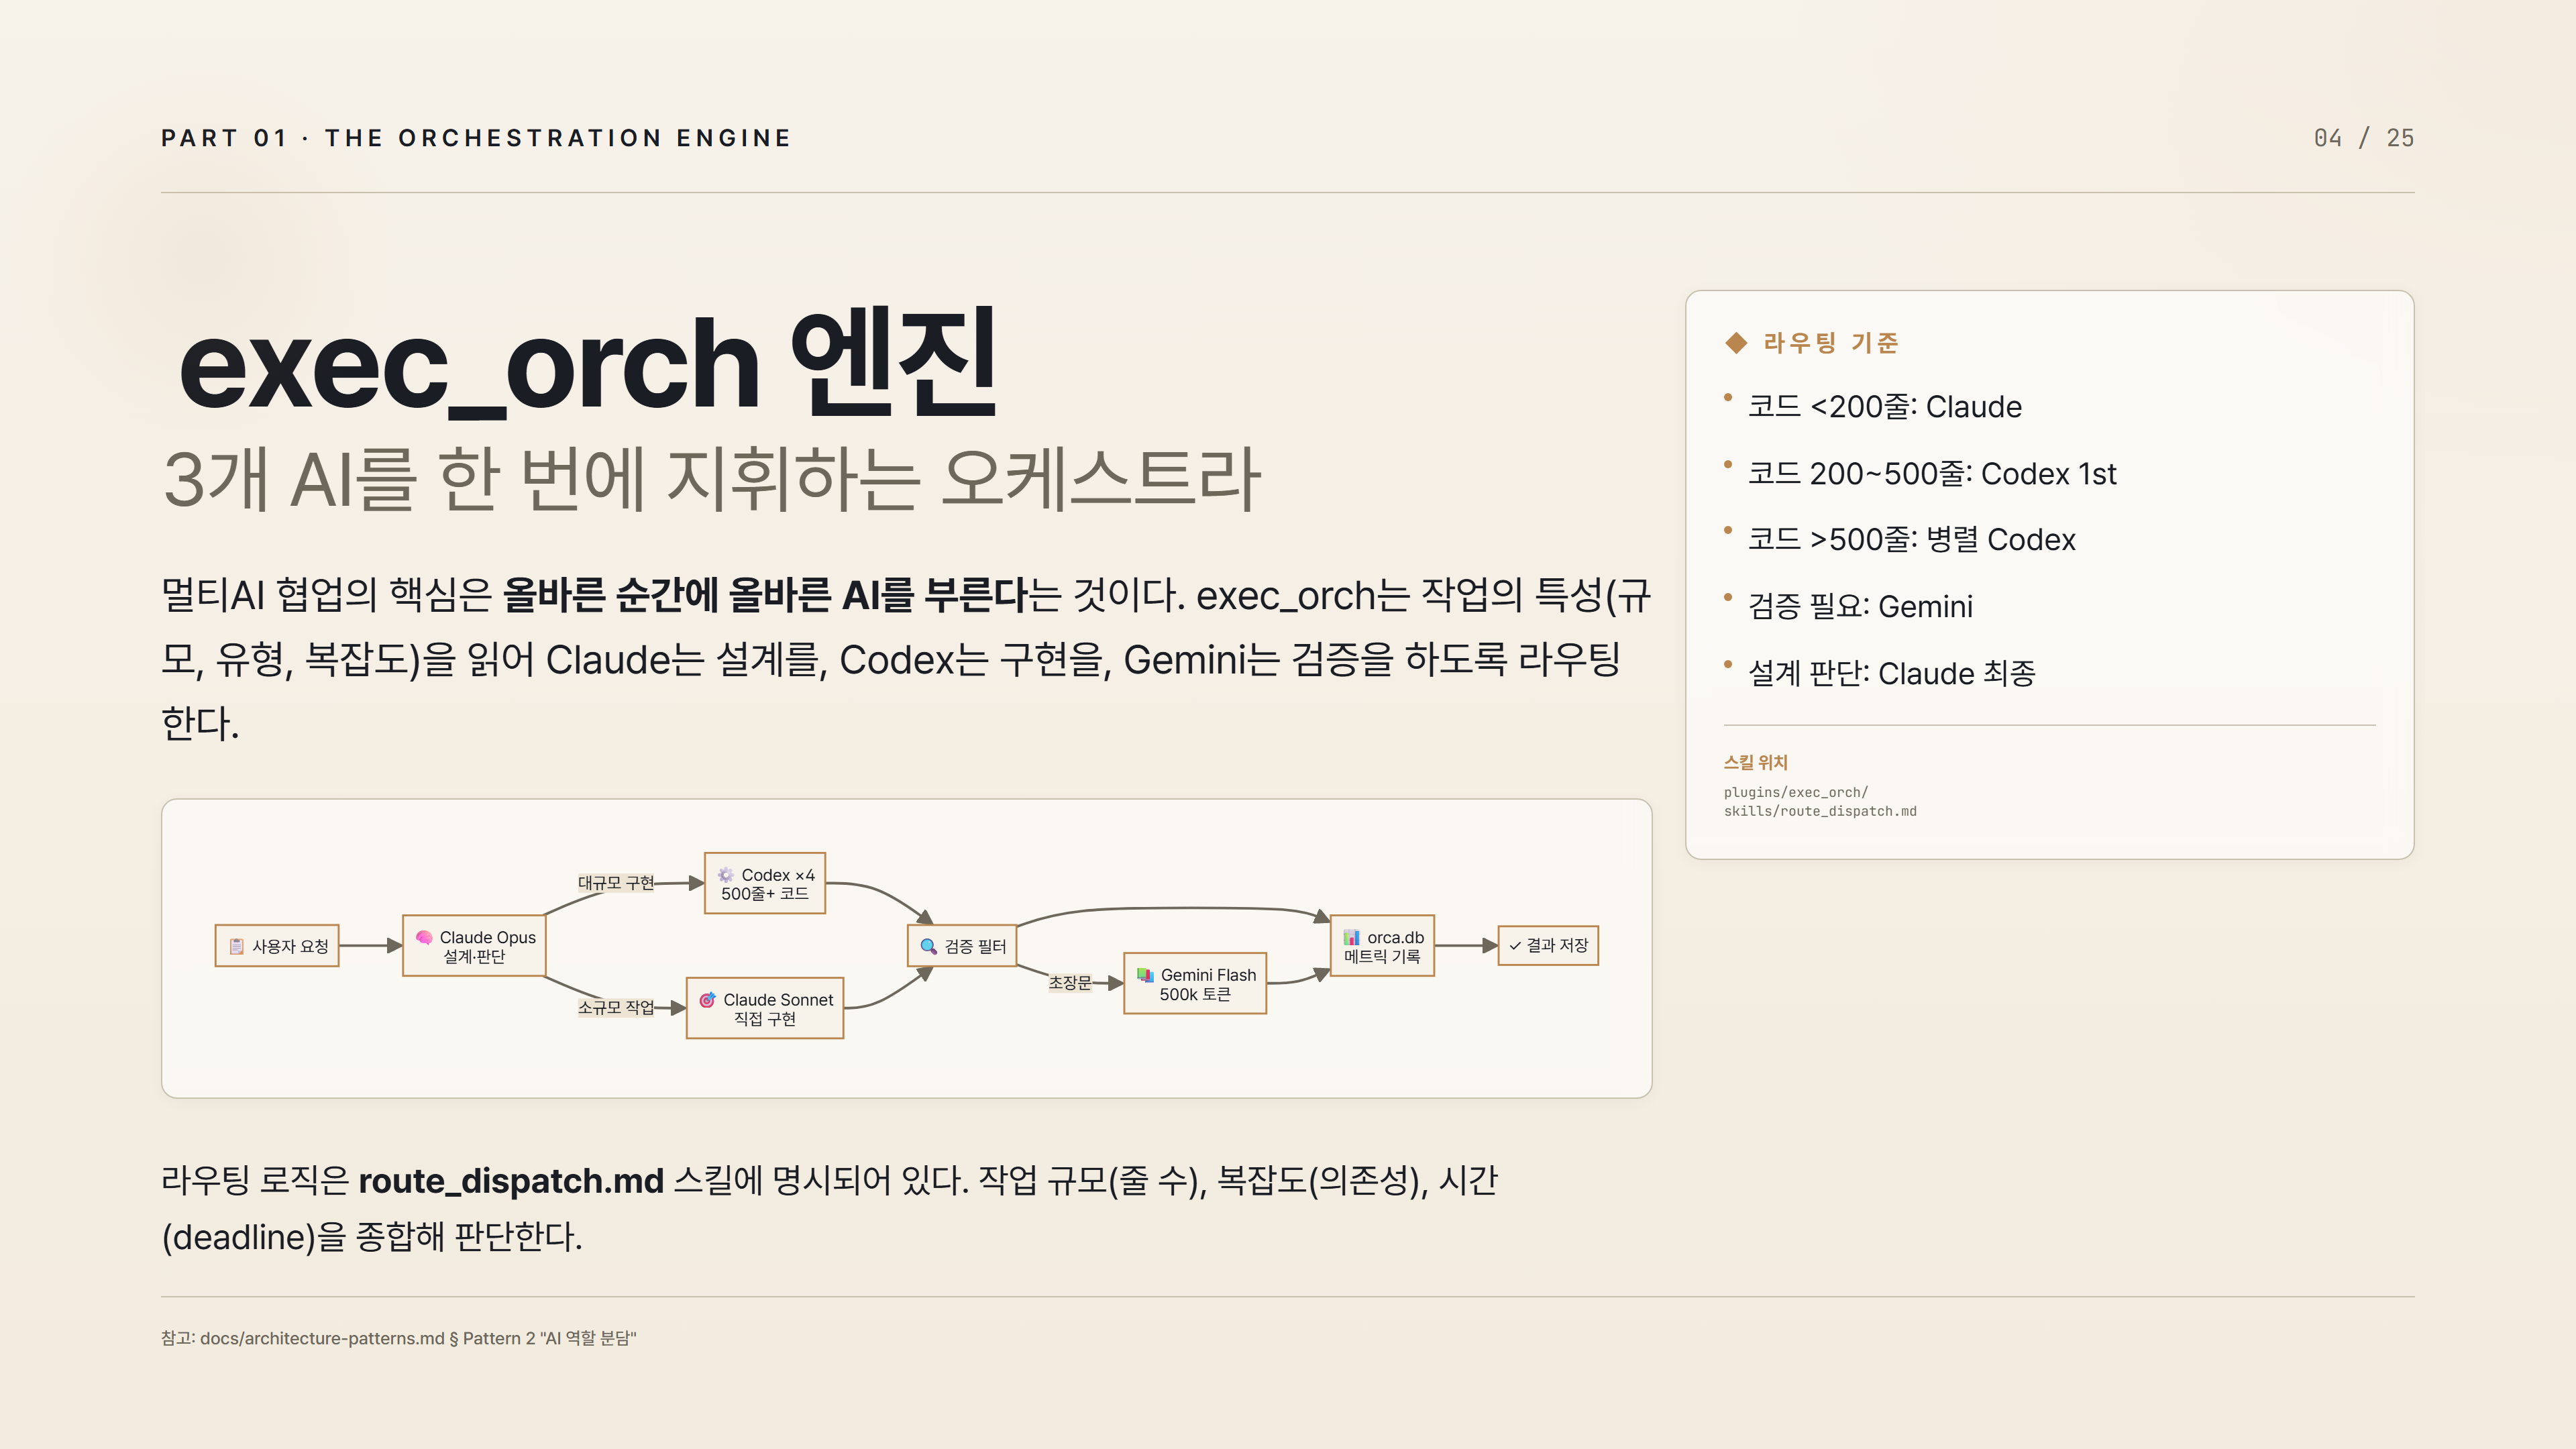 PART 01 · THE ORCHESTRATION ENGINE
04 / 25
exec_orch 엔진
3개 AI를 한 번에 지휘하는 오케스트라
멀티AI 협업의 핵심은 올바른 순간에 올바른 AI를 부른다는 것이다. exec_orch는 작업의 특성(규
모, 유형, 복잡도)을 읽어 Claude는 설계를, Codex는 구현을, Gemini는 검증을 하도록 라우팅
한다.
사용자 요청
Claude Opus
설계·판단
대규모 구현
소규모 작업
Codex ×4
500줄+ 코드
Claude Sonnet
직접 구현
검증 필터
초장문
Gemini Flash
500k 토큰
orca.db
메트릭 기록
✓ 결과 저장
라우팅 로직은 route_dispatch.md 스킬에 명시되어 있다. 작업 규모(줄 수), 복잡도(의존성), 시간
(deadline)을 종합해 판단한다.
◆ 라우팅 기준
• 코드 <200줄: Claude
• 코드 200~500줄: Codex 1st
• 코드 >500줄: 병렬 Codex
• 검증 필요: Gemini
• 설계 판단: Claude 최종
스킬 위치
plugins/exec_orch/
skills/route_dispatch.md
참고: docs/architecture-patterns.md § Pattern 2 "AI 역할 분담"